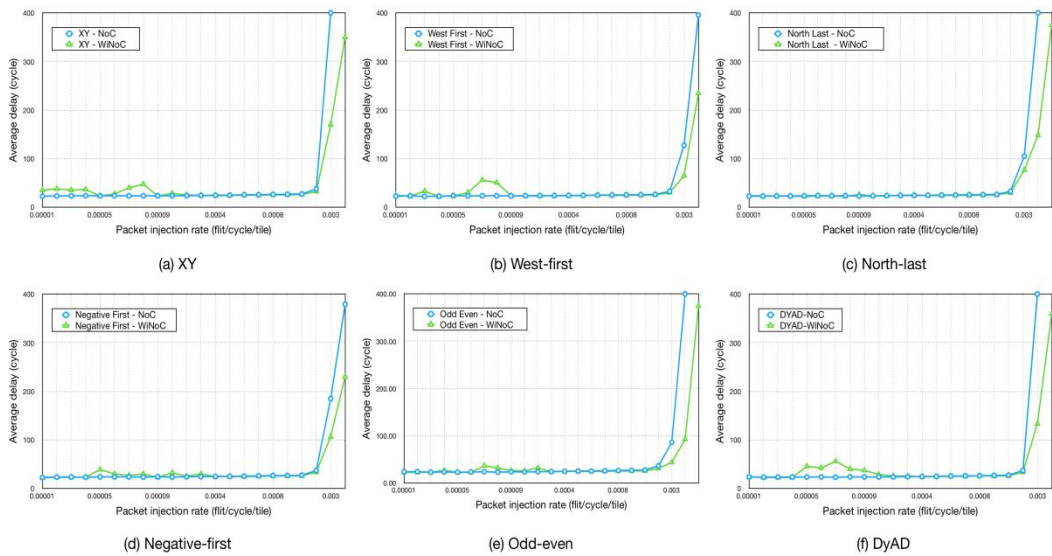 400
300
200
100
0
Average delay (cycle)
XY - NoC
XY - WiNoC
0.00001
0.00005
0.00009
0.0004
0.0008
0.003
Packet injection rate (flit/cycle/tile)
(a) XY
400
300
200
100
0
Average delay (cycle)
West First - NoC
West First - WiNoC
0.00001
0.00005
0.00009
0.0004
0.0008
0.003
Packet injection rate (flit/cycle/tile)
(b) West-first
400
300
200
100
0
Average delay (cycle)
North Last - NoC
North Last - WiNoC
0.00001
0.00005
0.00009
0.0004
0.0008
0.003
Packet injection rate (flit/cycle/tile)
(c) North-last
400
300
200
100
0
Average delay (cycle)
Negative First - NoC
Negative First - WiNoC
0.00001
0.00005
0.00009
0.0004
0.0008
0.003
Packet injection rate (flit/cycle/tile)
(d) Negative-first
400.00
300.00
200.00
100.00
0.00
Average delay (cycle)
Odd Even - NoC
Odd Even - WiNoC
0.00001
0.00005
0.00009
0.0004
0.0008
0.003
Packet injection rate (flit/cycle/tile)
(e) Odd-even
400
300
200
100
0
Average delay (cycle)
DYAD-NoC
DYAD-WiNoC
0.00001
0.00005
0.00009
0.0004
0.0008
0.003
Packet injection rate (flit/cycle/tile)
(f) DyAD